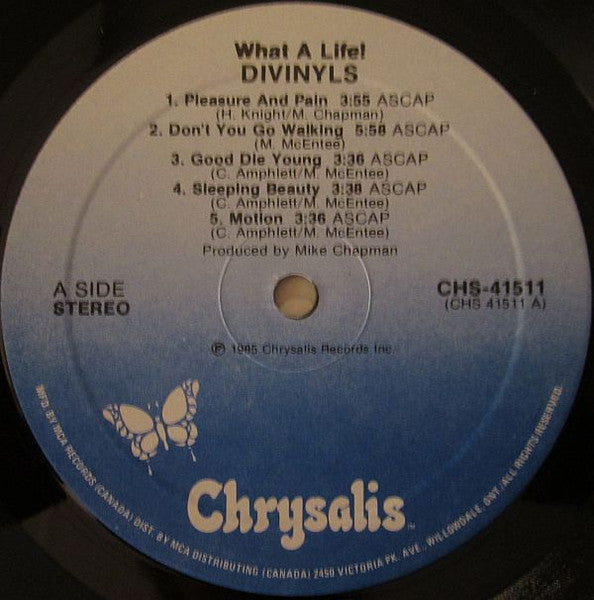 What A Life!
DIVINYLS
1. Pleasure And Pain 3:55 ASCAP
(H. Knight/M. Chapman)
2. Don't You Go Walking 5:58 ASCAP
(M. McEntee)
3. Good Die Young 3:36 ASCAP
(C. Amphlett/M. McEntee)
4. Sleeping Beauty 3:38 ASCAP
(C. Amphlett/M. McEntee)
5. Motion 3:36 ASCAP
(C. Amphlett/M. McEntee)
Produced by Mike Chapman
A SIDE
STEREO
CHS-41511
(CHS 41511 A)
℗ 1985 Chrysalis Records Inc.
Chrysalis™
MFD. BY MCA RECORDS (CANADA) DIST. BY MCA DISTRIBUTING (CANADA) 2450 VICTORIA PK. AVE., WILLOWDALE, ONT. ALL RIGHTS RESERVED.